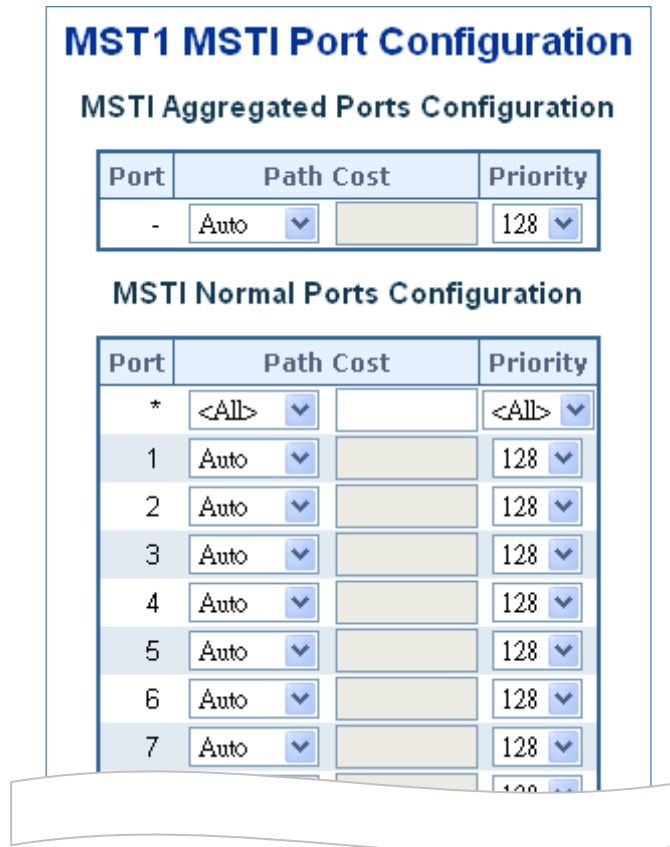 MST1 MSTI Port Configuration
MSTI Aggregated Ports Configuration
Port Path Cost Priority
- Auto 128
MSTI Normal Ports Configuration
Port Path Cost Priority
* <All> <All>
1 Auto 128
2 Auto 128
3 Auto 128
4 Auto 128
5 Auto 128
6 Auto 128
7 Auto 128